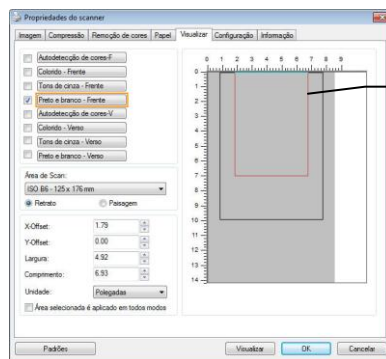 Propriedades do scanner
Imagem Compressão Remoção de cores Papel Visualizar Configuração Informação
Autodetecção de cores-F
Colorido - Frente
Tons de cinza - Frente
Preto e branco - Frente
Autodetecção de cores-V
Colorido - Verso
Tons de cinza - Verso
Preto e branco - Verso
Área de Scan:
ISO B6 - 125 x 176 mm
Retrato Paisagem
X-Offset: 1.79
Y-Offset: 0.00
Largura: 4.92
Comprimento: 6.93
Unidade: Polegadas
Área selecionada é aplicado em todos modos
0 1 2 3 4 5 6 7 8 9
0
1
2
3
4
5
6
7
8
9
10
11
12
13
14
Padrões Visualizar OK Cancelar